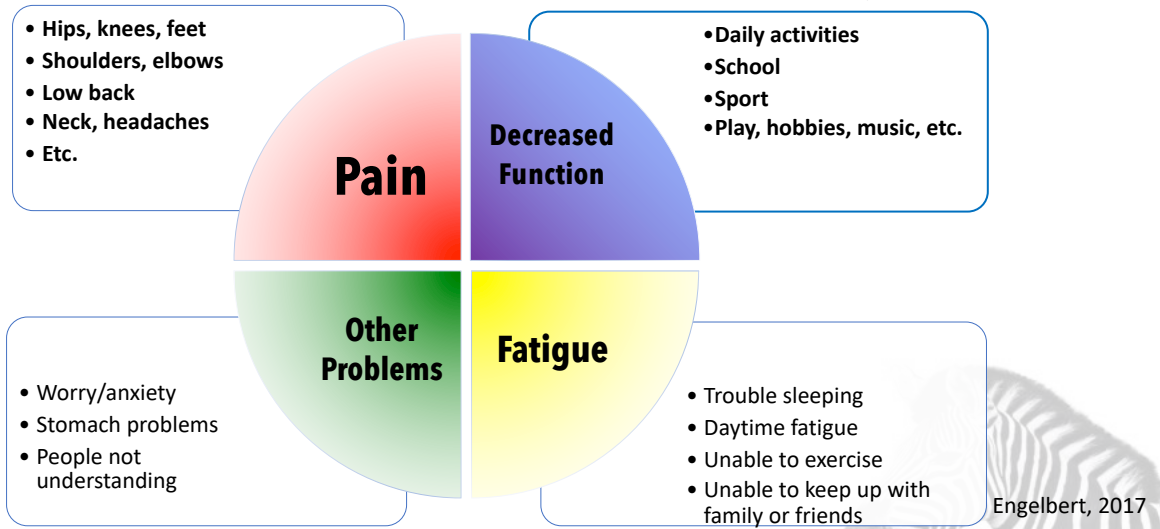 • Hips, knees, feet
• Shoulders, elbows
• Low back
• Neck, headaches
• Etc.
Pain
•Daily activities
•School
•Sport
•Play, hobbies, music, etc.
Decreased
Function
Other
Problems
• Worry/anxiety
• Stomach problems
• People not
understanding
Fatigue
• Trouble sleeping
• Daytime fatigue
• Unable to exercise
• Unable to keep up with
family or friends
Engelbert, 2017